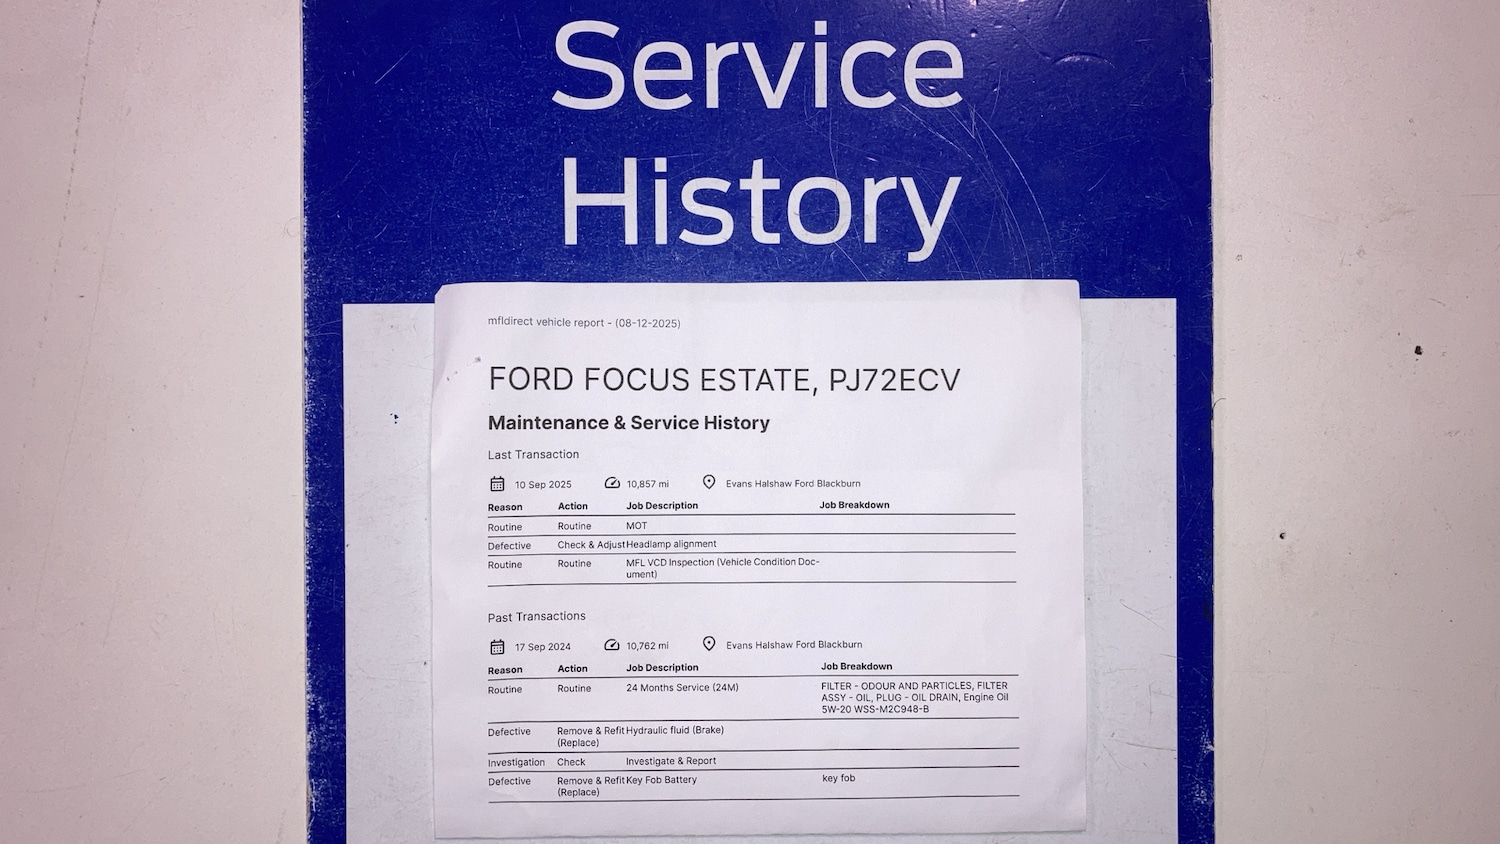 Service
History
mfldirect vehicle report - (08-12-2025)
FORD FOCUS ESTATE, PJ72ECV
Maintenance & Service History
Last Transaction
10 Sep 2025 10,857 mi Evans Halshaw Ford Blackburn
Reason Action Job Description Job Breakdown
Routine Routine MOT
Defective Check & Adjust Headlamp alignment
Routine Routine MFL VCD Inspection (Vehicle Condition Doc-
ument)
Past Transactions
17 Sep 2024 10,762 mi Evans Halshaw Ford Blackburn
Reason Action Job Description Job Breakdown
Routine Routine 24 Months Service (24M) FILTER - ODOUR AND PARTICLES, FILTER
ASSY - OIL, PLUG - OIL DRAIN, Engine Oil
5W-20 WSS-M2C948-B
Defective Remove & Refit Hydraulic fluid (Brake)
(Replace)
Investigation Check Investigate & Report
Defective Remove & Refit Key Fob Battery key fob
(Replace)